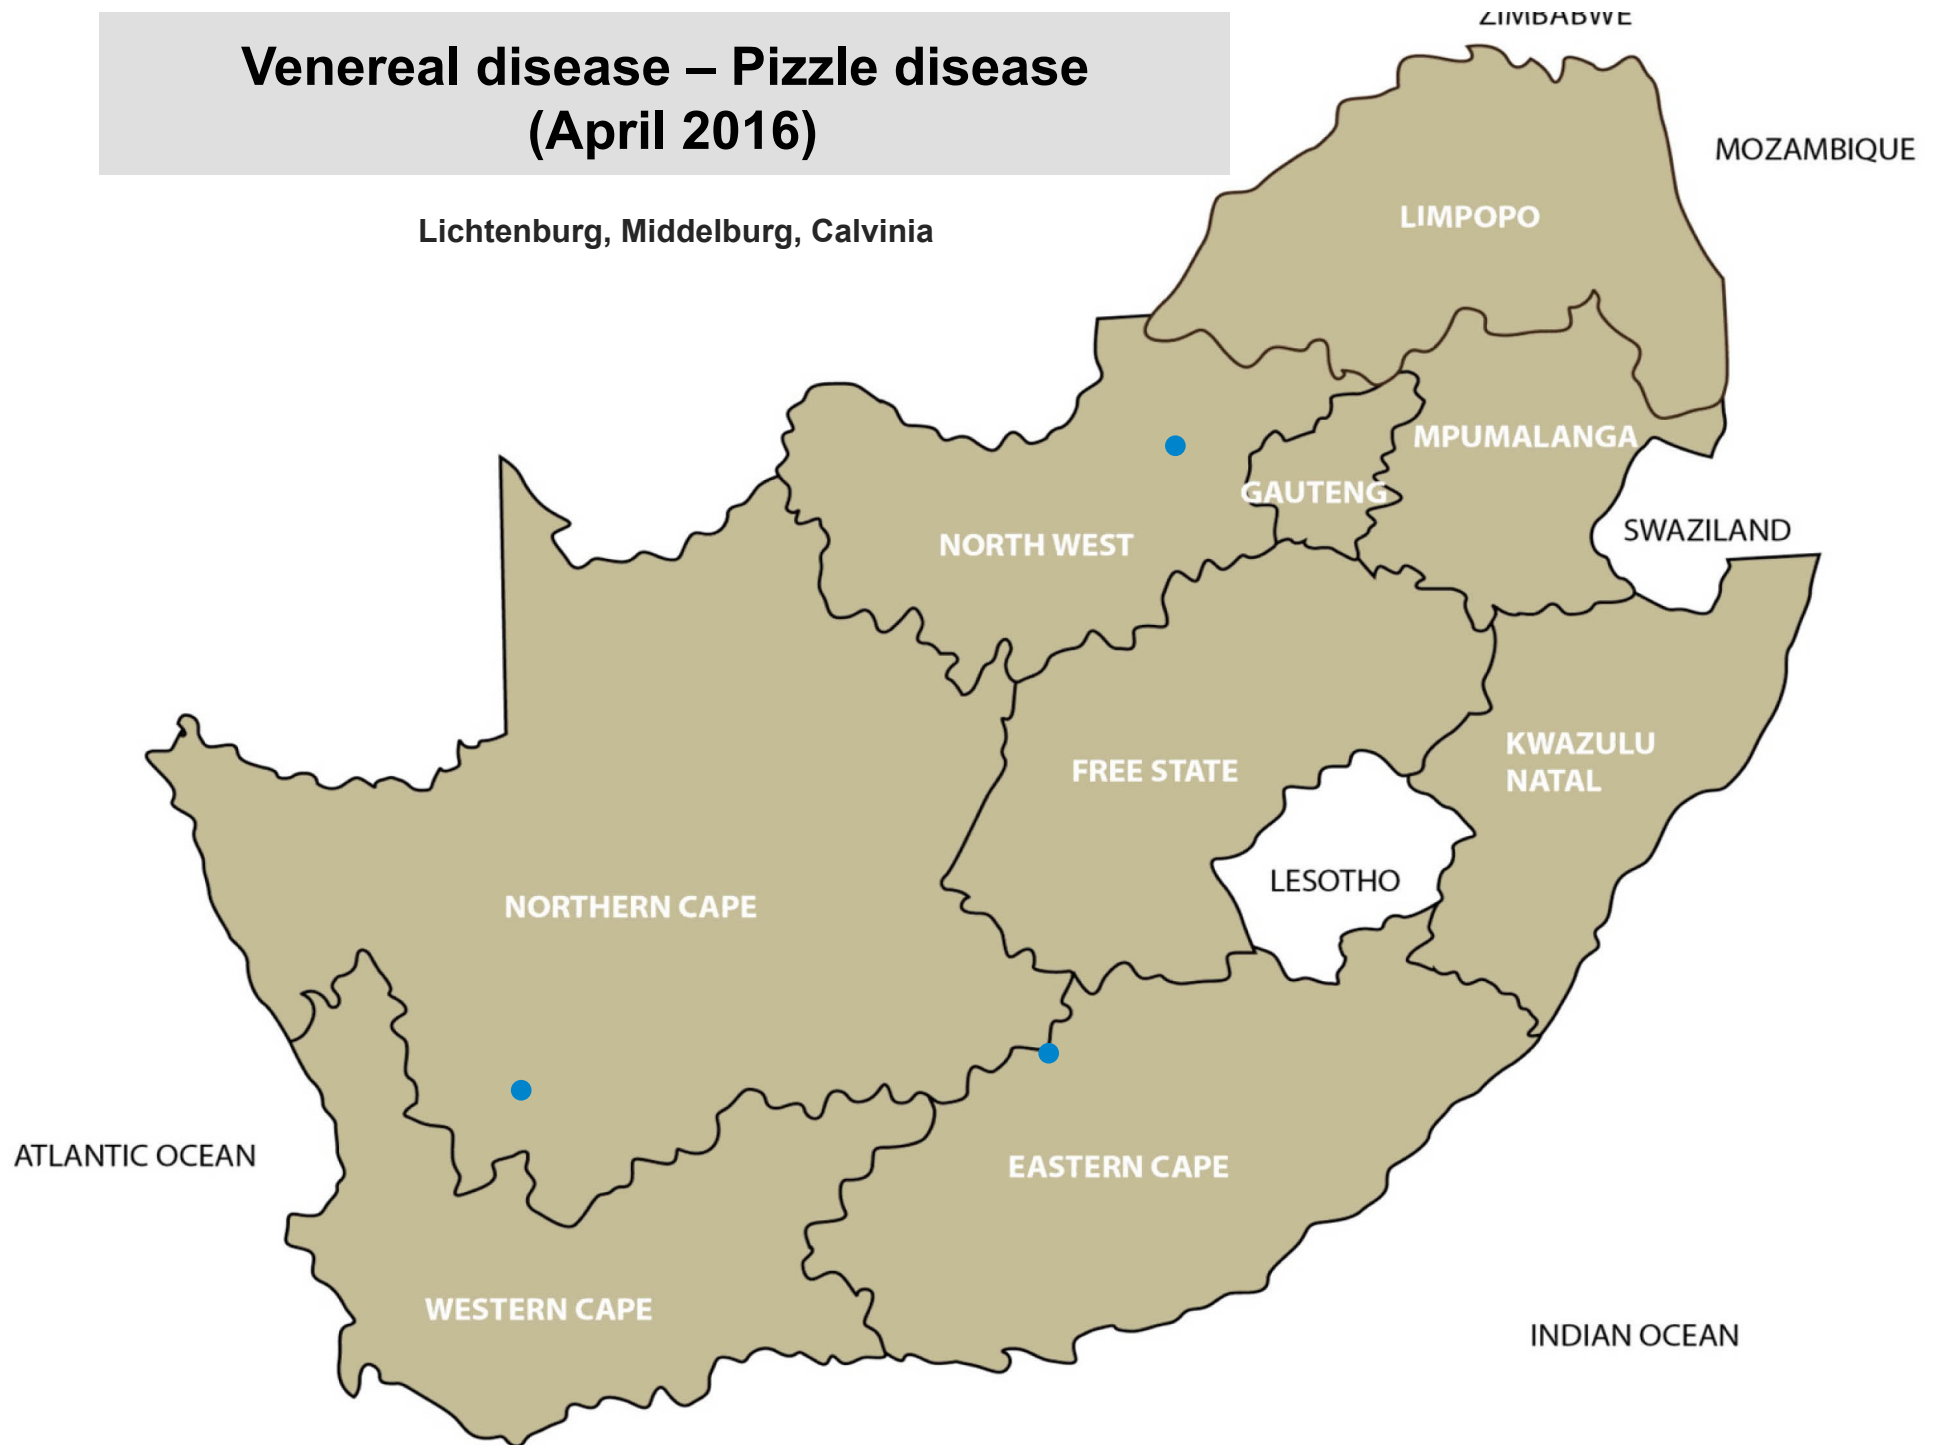 ZIMBABWE
Venereal disease – Pizzle disease
(April 2016)
MOZAMBIQUE
LIMPOPO
Lichtenburg, Middelburg, Calvinia
MPUMALANGA
GAUTENG
SWAZILAND
NORTH WEST
KWAZULU
NATAL
FREE STATE
LESOTHO
NORTHERN CAPE
ATLANTIC OCEAN
EASTERN CAPE
WESTERN CAPE
INDIAN OCEAN